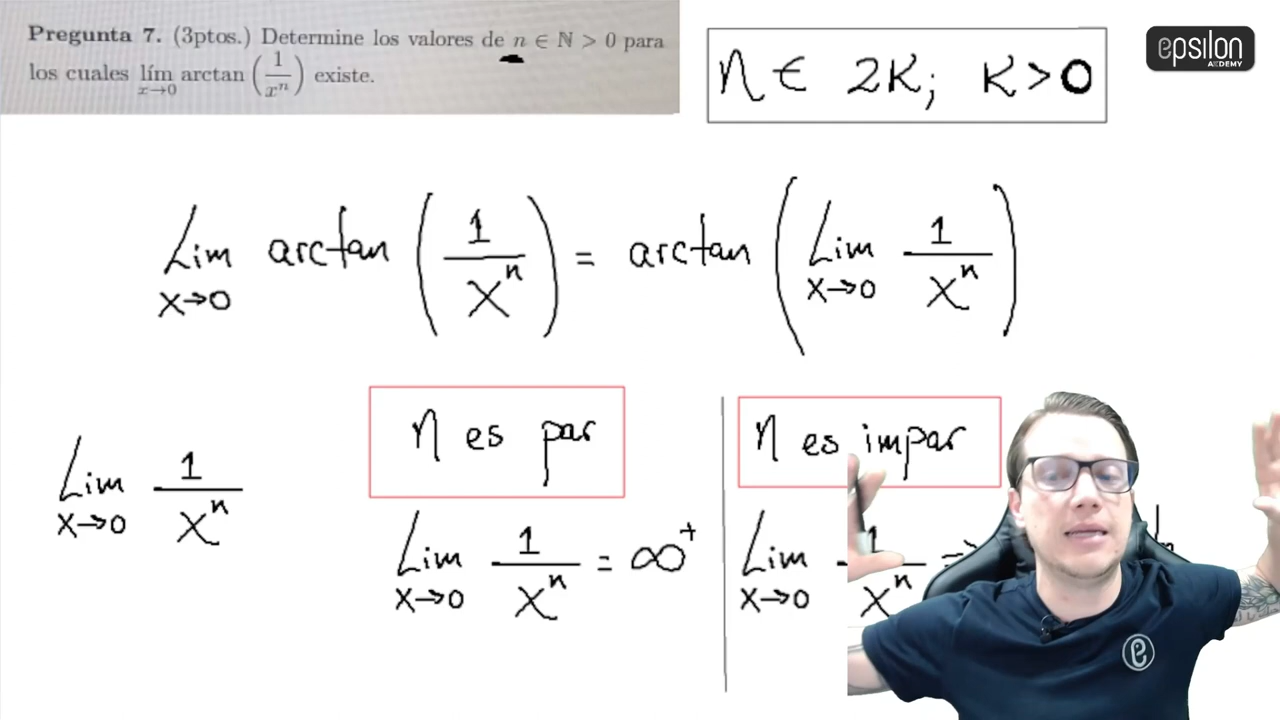 Pregunta 7. (3ptos.) Determine los valores de n ∈ ℕ > 0 para
los cuales lím x→0 arctan (1/xⁿ) existe.
n ∈ 2K; K>0
epsilon
ACADEMY
Lim x→0 arctan (1/xⁿ) = arctan (Lim x→0 1/xⁿ)
Lim x→0 1/xⁿ
n es par
Lim x→0 1/xⁿ = ∞⁺
n es impar
Lim x→0 1/xⁿ